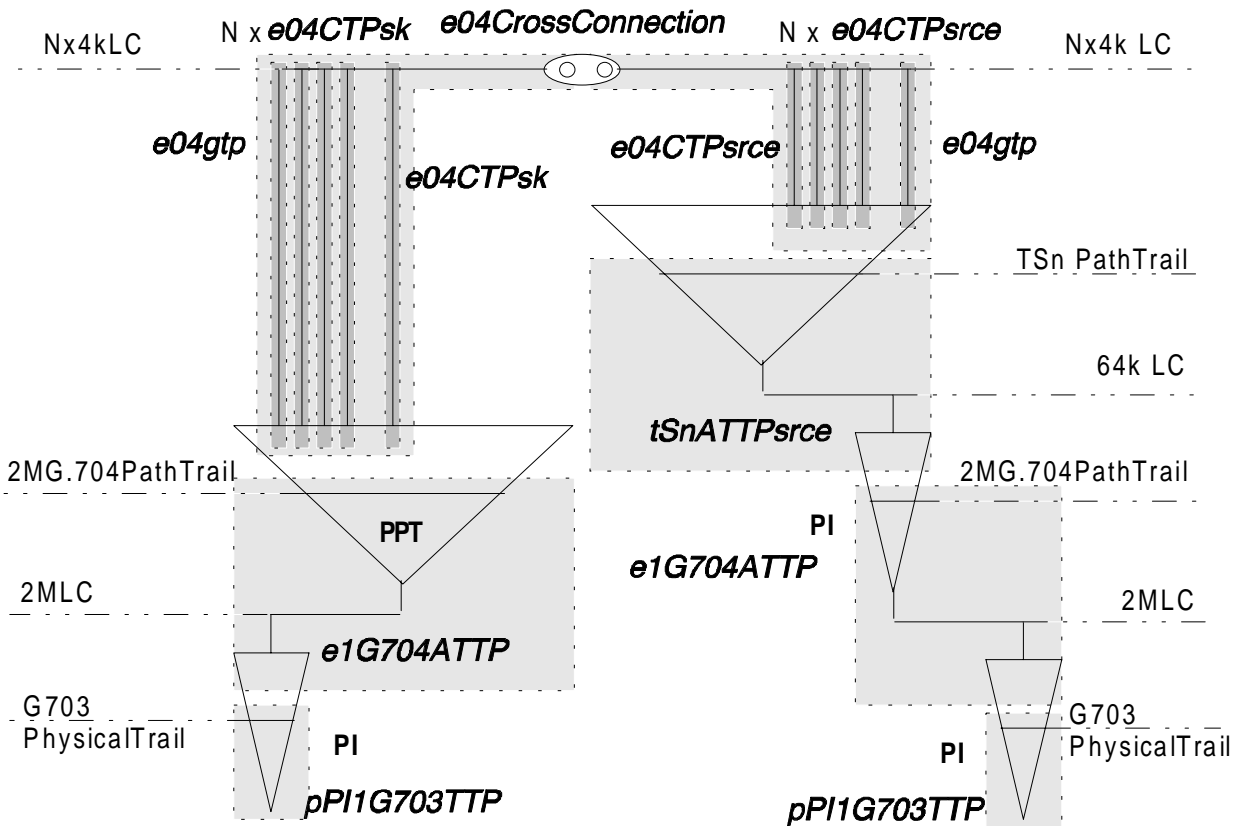 N x e04CTPsk
e04CrossConnection
N x e04CTPsrce
Nx4kLC
Nx4k LC
e04gtp
e04CTPsk
e04CTPsrce
e04gtp
TSn PathTrail
64k LC
tSnATTPsrce
2MG.704PathTrail
2MG.704PathTrail
PPT
PI
e1G704ATTP
2MLC
2MLC
e1G704ATTP
G703
PhysicalTrail
G703
PhysicalTrail
PI
PI
pPI1G703TTP
pPI1G703TTP